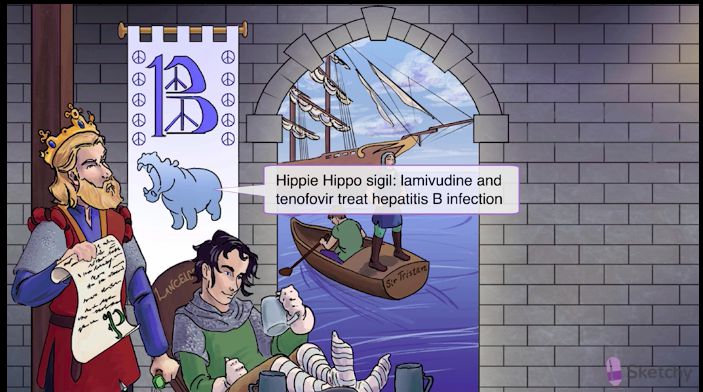 B
Hippie Hippo sigil: lamivudine and
tenofovir treat hepatitis B infection
Sir Tristan
Sketchy